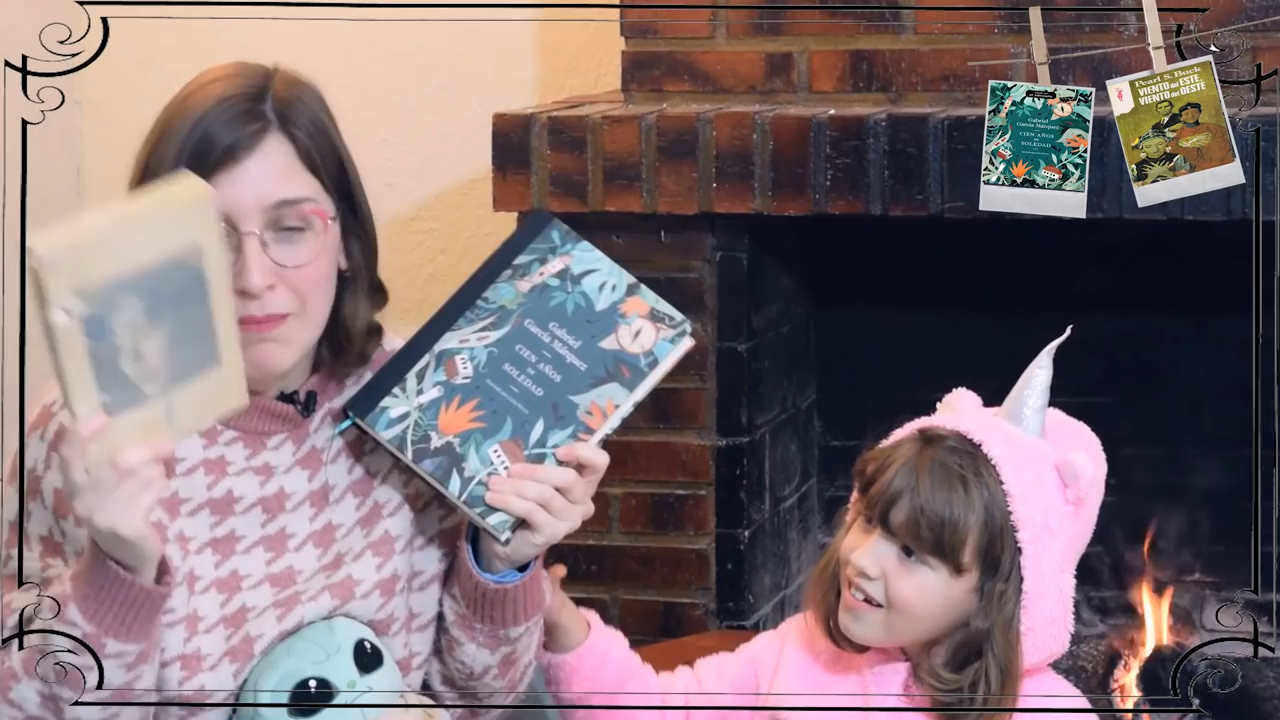 Gabriel
García Márquez
CIEN AÑOS
DE
SOLEDAD
Gabriel
García Márquez
CIEN AÑOS
DE
SOLEDAD
Pearl S. Buck
VIENTO del ESTE,
VIENTO del OESTE